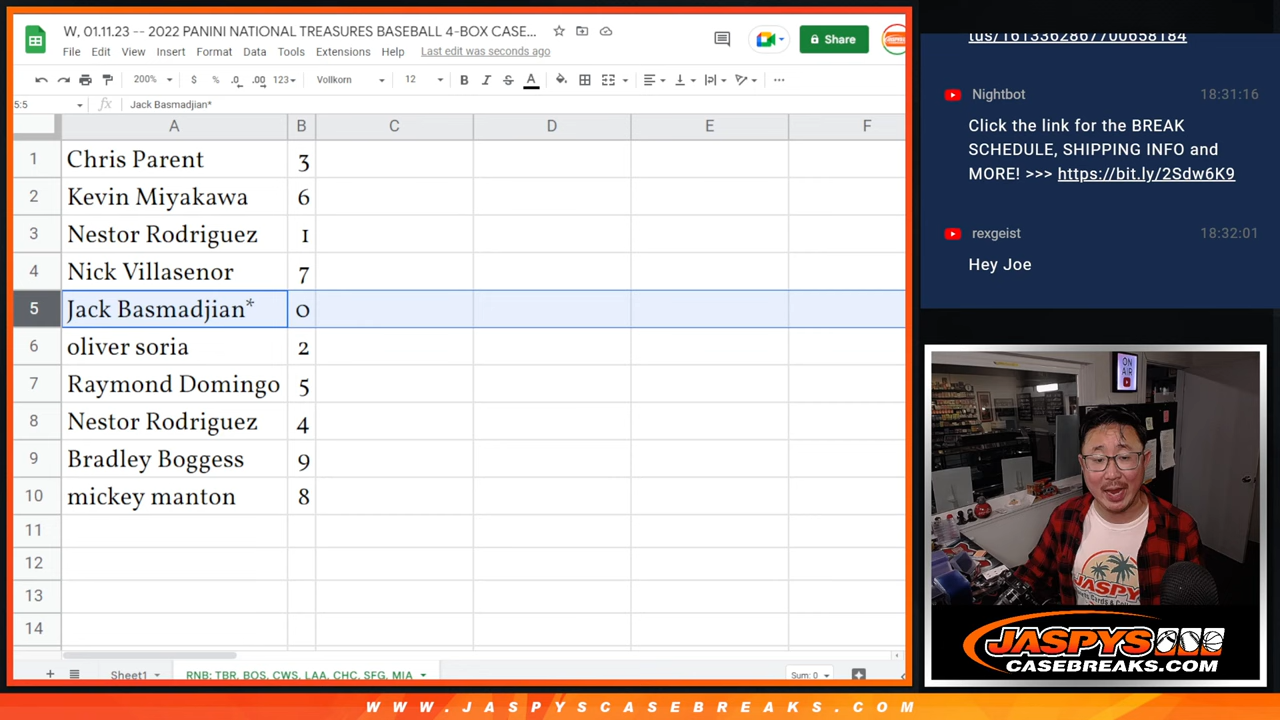 W, 01.11.23 -- 2022 PANINI NATIONAL TREASURES BASEBALL 4-BOX CASE...
File Edit View Insert Format Data Tools Extensions Help Last edit was seconds ago
Share
200% $ % .0 .00 123 Vollkorn 12 B I S A
5:5 fx Jack Basmadjian*
A B C D E F
1 Chris Parent 3
2 Kevin Miyakawa 6
3 Nestor Rodriguez 1
4 Nick Villasenor 7
5 Jack Basmadjian* 0
6 oliver soria 2
7 Raymond Domingo 5
8 Nestor Rodriguez 4
9 Bradley Boggess 9
10 mickey manton 8
11
12
13
14
Sheet1 RNB: TBR, BOS, CWS, LAA, CHC, SFG, MIA Sum: 0
tus/1613362867700658184
Nightbot 18:31:16
Click the link for the BREAK
SCHEDULE, SHIPPING INFO and
MORE! >>> https://bit.ly/2Sdw6K9
rexgeist 18:32:01
Hey Joe
ON
AIR
JASPYS
JASPYS
CASEBREAKS.COM
WWW.JASPYSCASEBREAKS.COM